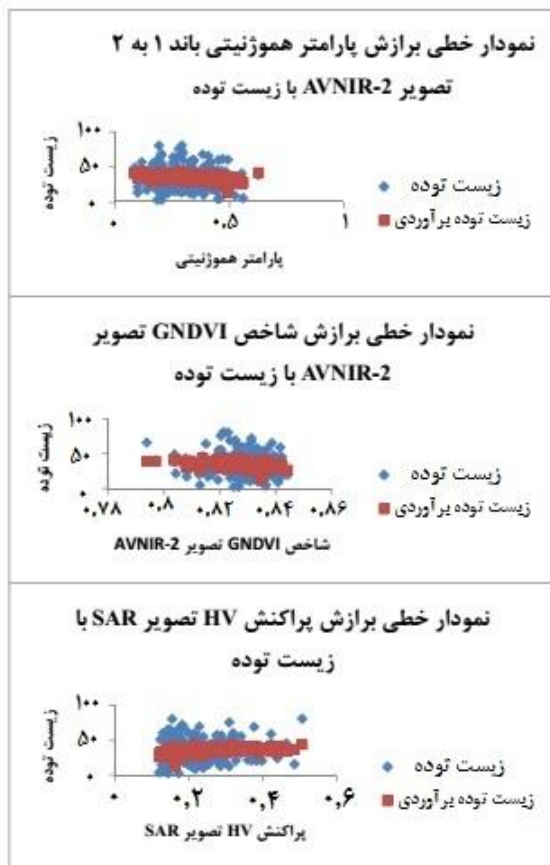 نمودار خطی برازش پارامتر هموژنیتی باند ۱ به ۲
تصویر AVNIR-2 با زیست توده
زیست توده
۱۰۰
۵۰
۰
۰
۰.۵
۱
پارامتر هموژنیتی
زیست توده
زیست توده برآوردی
نمودار خطی برازش شاخص GNDVI تصویر
AVNIR-2 با زیست توده
زیست توده
۱۰۰
۵۰
۰
۰.۷۸
۰.۸
۰.۸۲
۰.۸۴
۰.۸۶
شاخص GNDVI تصویر AVNIR-2
زیست توده
زیست توده برآوردی
نمودار خطی برازش پراکنش HV تصویر SAR با
زیست توده
زیست توده
۱۰۰
۵۰
۰
۰
۰.۲
۰.۴
۰.۶
پراکنش HV تصویر SAR
زیست توده
زیست توده برآوردی